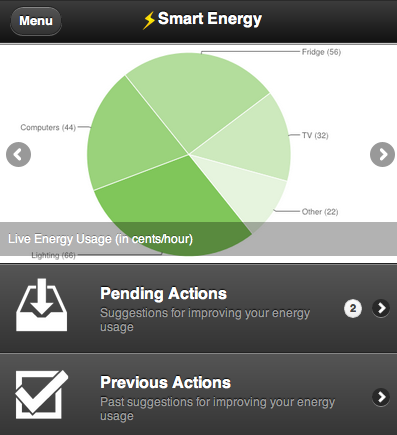 Menu
Smart Energy
Fridge (56)
Computers (44)
TV (32)
Other (22)
Live Energy Usage (in cents/hour)
Lighting (66)
Pending Actions
Suggestions for improving your energy
usage
2
Previous Actions
Past suggestions for improving your energy
usage